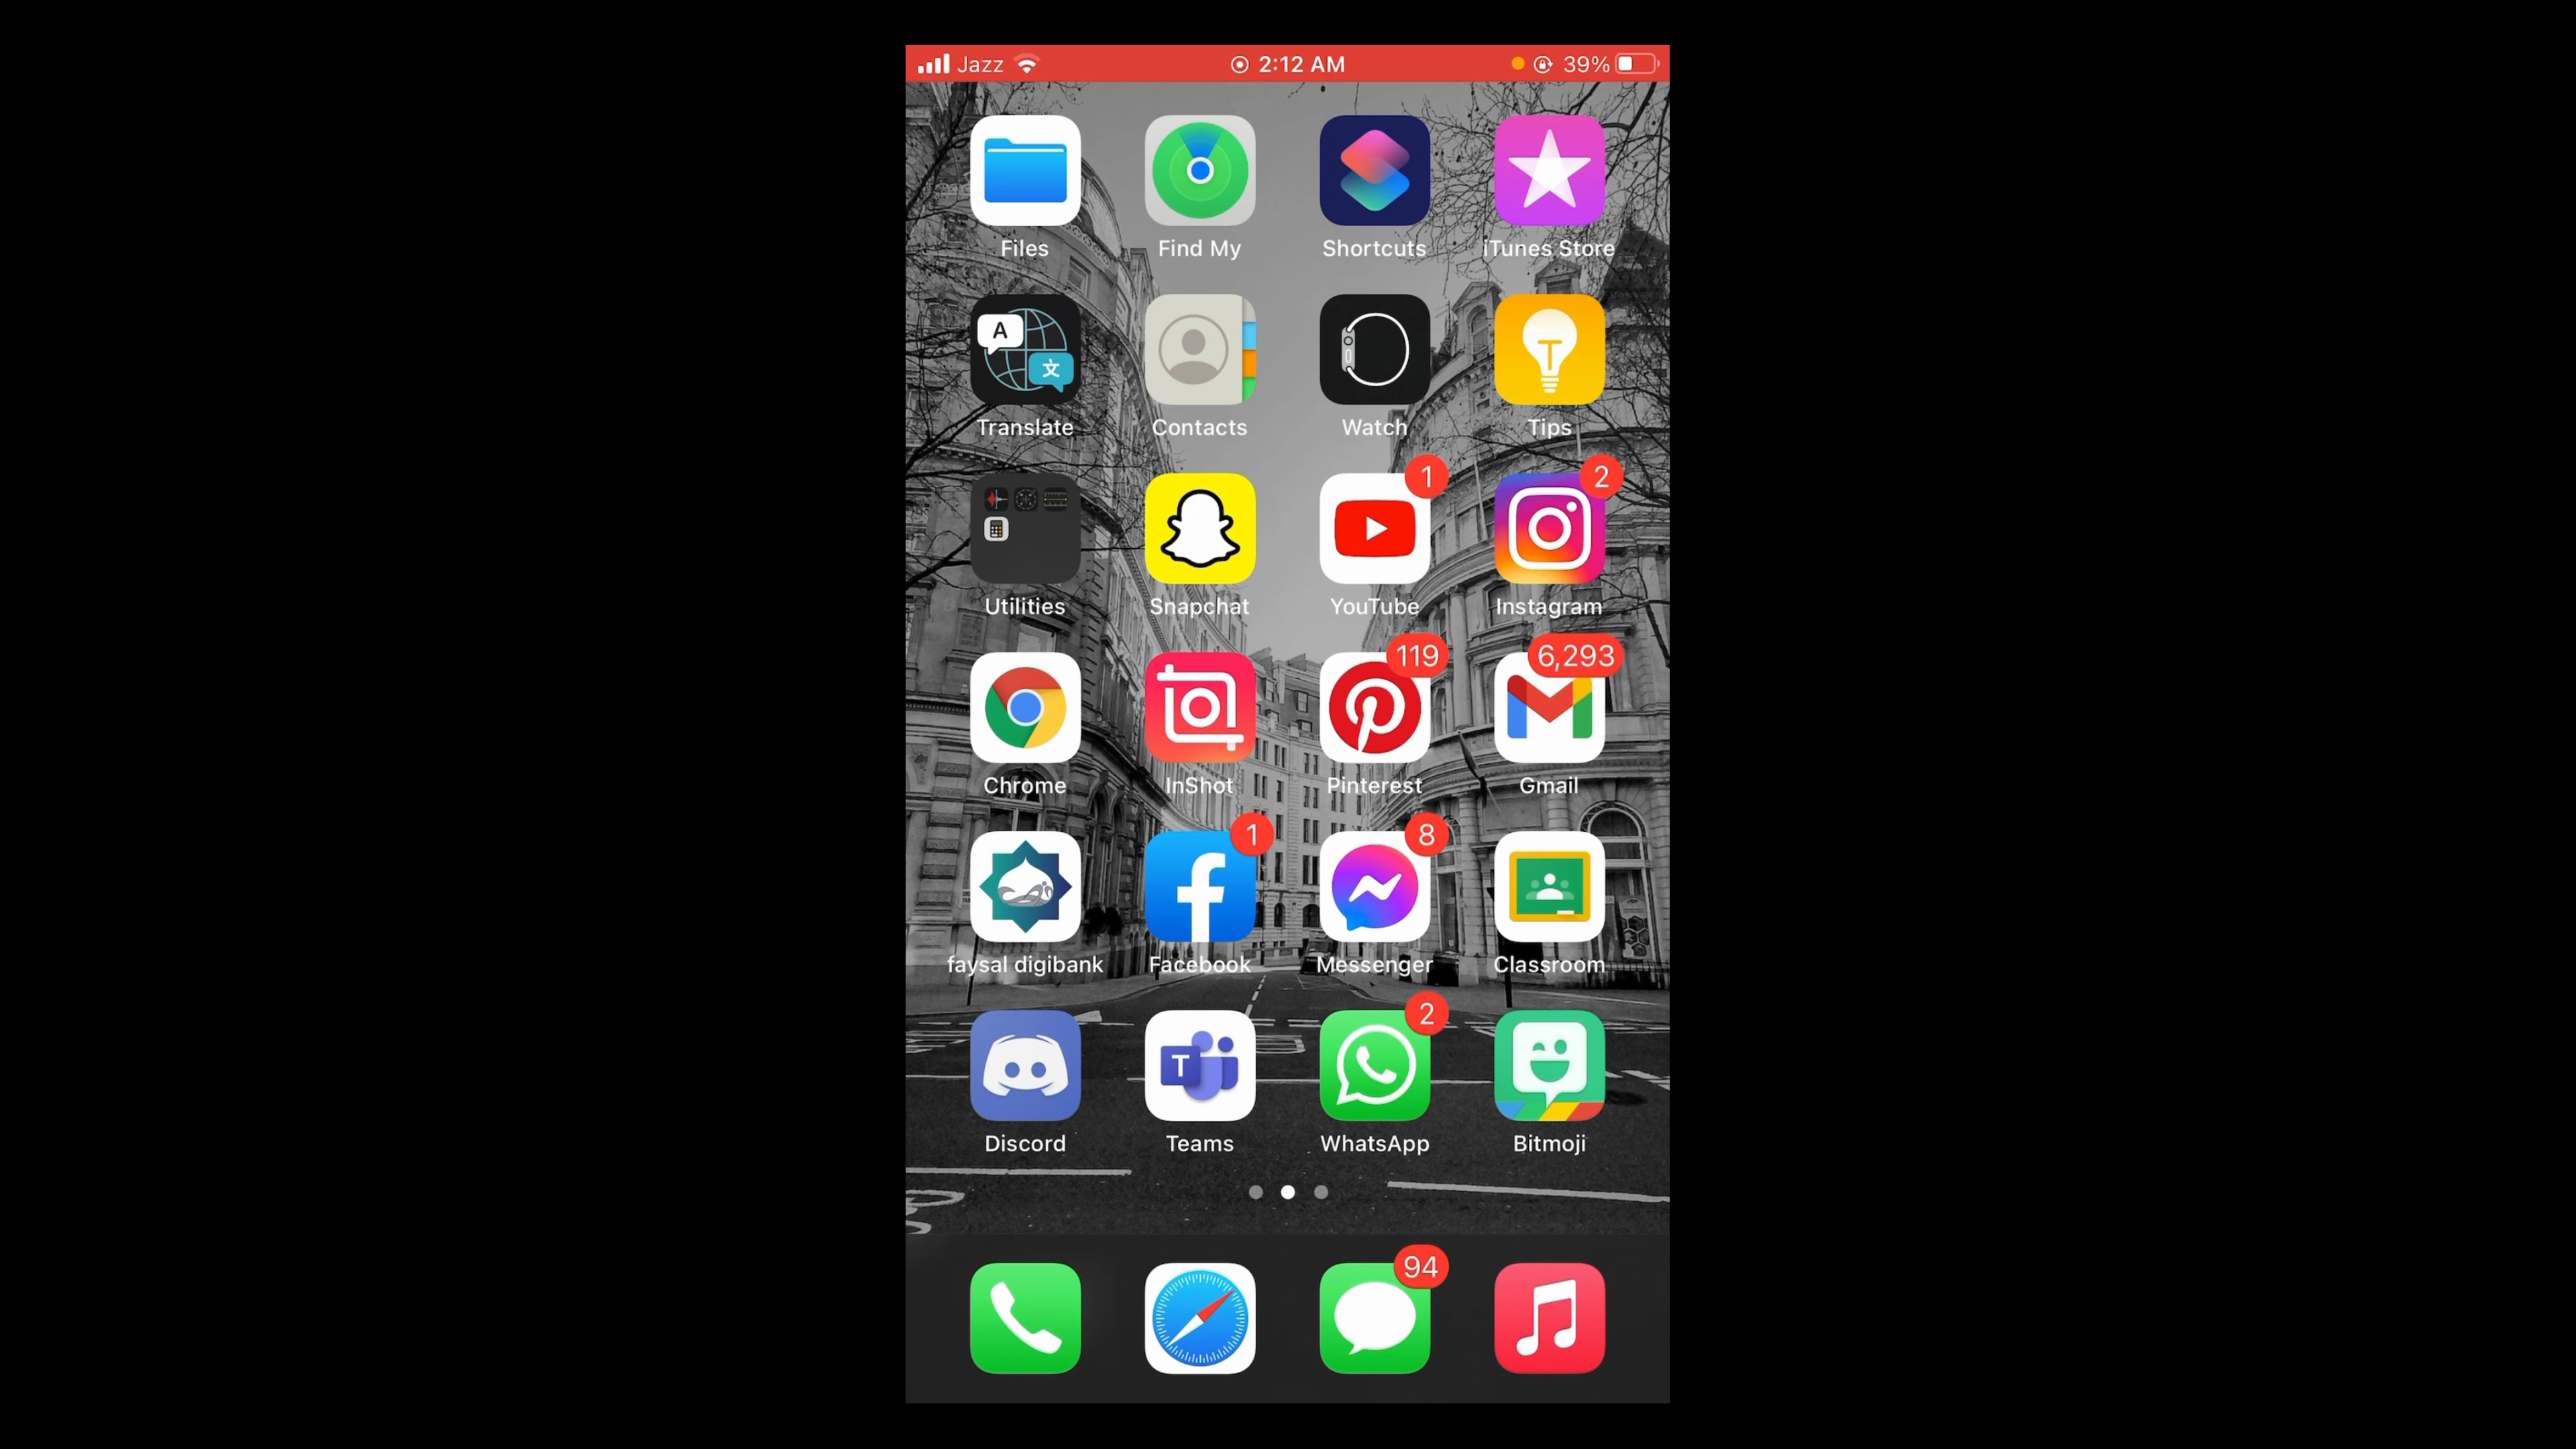 Jazz 2:12 AM 39%
Files Find My Shortcuts iTunes Store
A 文
Translate Contacts Watch Tips
1 2
Utilities Snapchat YouTube Instagram
119 6,293
Chrome InShot Pinterest Gmail
1 8
faysal digibank Facebook Messenger Classroom
2
T
Discord Teams WhatsApp Bitmoji
94